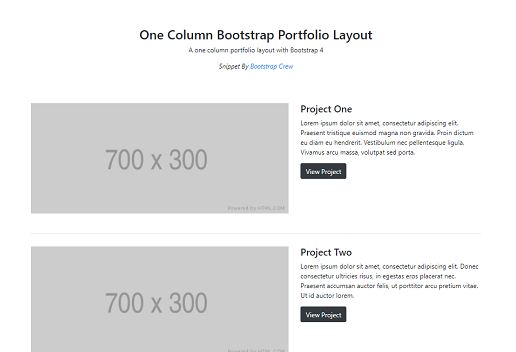 One Column Bootstrap Portfolio Layout
A one column portfolio layout with Bootstrap 4
Snippet By Bootstrap Crew
700 x 300
Powered by HTML.COM
Project One
Lorem ipsum dolor sit amet, consectetur adipiscing elit.
Praesent tristique euismod magna non gravida. Proin dictum
eu diam eu hendrerit. Vestibulum nec pellentesque ligula.
Vivamus arcu massa, volutpat sed porta.
View Project
700 x 300
Powered by HTML.COM
Project Two
Lorem ipsum dolor sit amet, consectetur adipiscing elit. Donec
consectetur ultricies risus, in egestas eros placerat nec.
Praesent accumsan auctor felis, ut porttitor arcu pretium vitae.
Ut id auctor lorem.
View Project